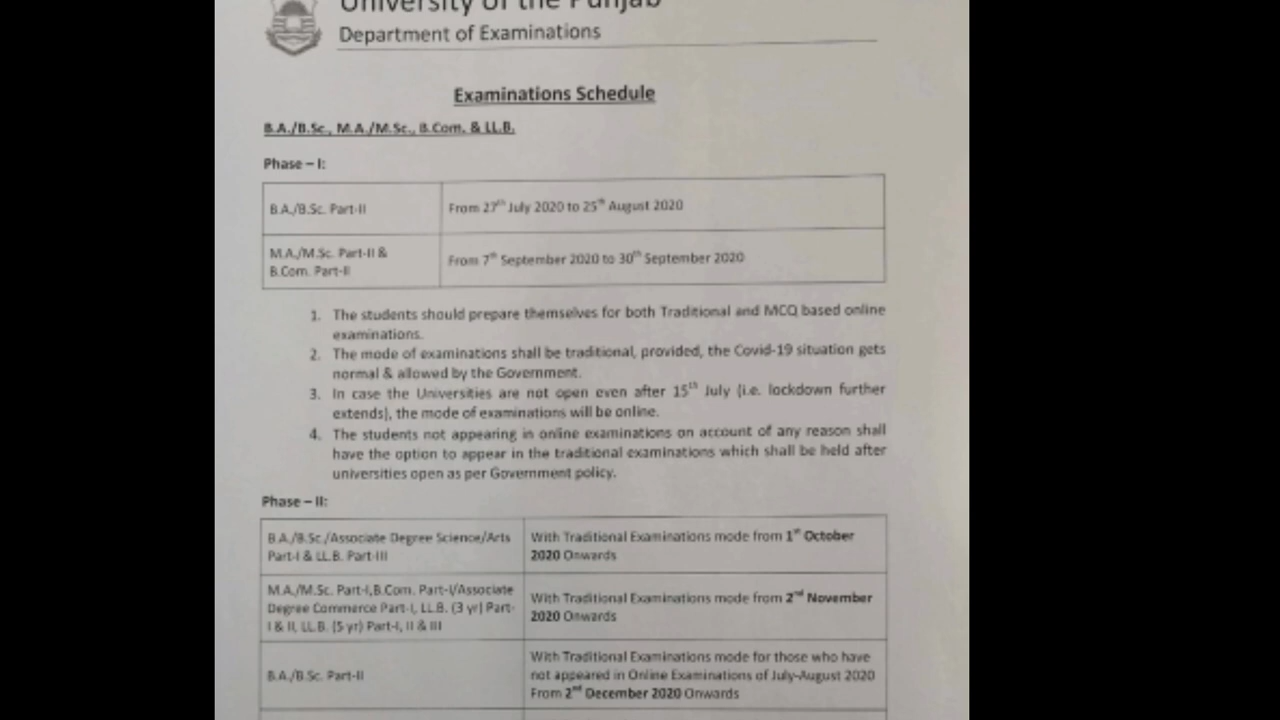 University of the Punjab
Department of Examinations
Examinations Schedule
B.A./B.Sc., M.A./M.Sc., B.Com. & LL.B.
Phase – I:
B.A./B.Sc. Part-II
From 27th July 2020 to 25th August 2020
M.A./M.Sc. Part-II &
B.Com. Part-II
From 7th September 2020 to 30th September 2020
1. The students should prepare themselves for both Traditional and MCQ based online
examinations.
2. The mode of examinations shall be traditional, provided, the Covid-19 situation gets
normal & allowed by the Government.
3. In case the Universities are not open even after 15th July (i.e. lockdown further
extends), the mode of examinations will be online.
4. The students not appearing in online examinations on account of any reason shall
have the option to appear in the traditional examinations which shall be held after
universities open as per Government policy.
Phase – II:
B.A./B.Sc./Associate Degree Science/Arts
Part-I & LL.B. Part-III
With Traditional Examinations mode from 1st October
2020 Onwards
M.A./M.Sc. Part-I,B.Com. Part-I/Associate
Degree Commerce Part-I, LL.B. (3 yr) Part-
I & II, LL.B. (5 yr) Part-I, II & III
With Traditional Examinations mode from 2nd November
2020 Onwards
B.A./B.Sc. Part-II
With Traditional Examinations mode for those who have
not appeared in Online Examinations of July-August 2020
From 2nd December 2020 Onwards